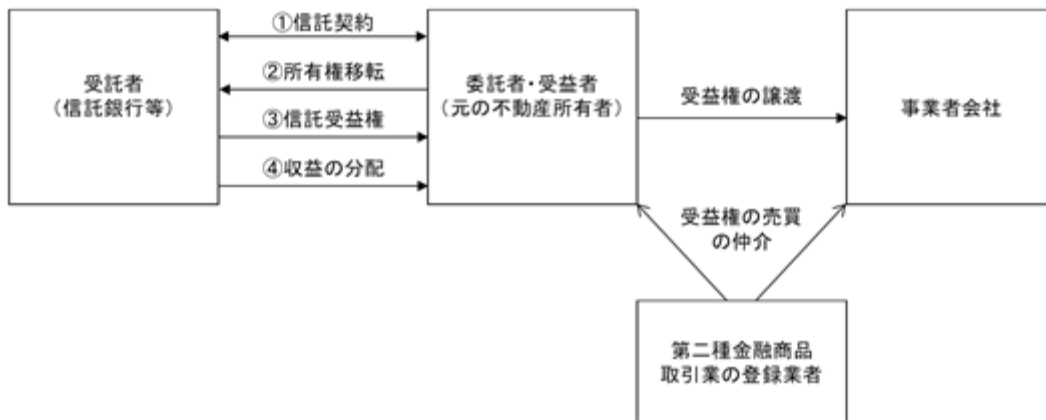 受託者
(信託銀行等)
①信託契約
②所有権移転
③信託受益権
④収益の分配
委託者・受益者
(元の不動産所有者)
受益権の譲渡
事業者会社
受益権の売買
の仲介
第二種金融商品
取引業の登録業者